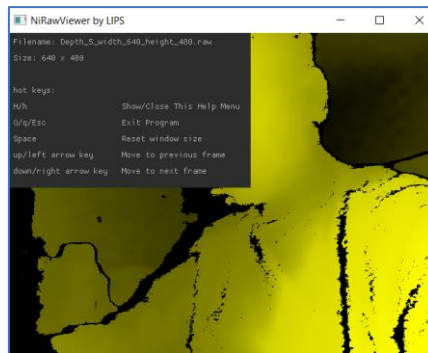 NiRawViewer by LIPS
Filename: Depth_5_width_640_height_480.raw
Size: 640 x 480
hot keys:
H/h Show/Close This Help Menu
Q/q/Esc Exit Program
Space Reset window size
up/left arrow key Move to previous frame
down/right arrow key Move to next frame